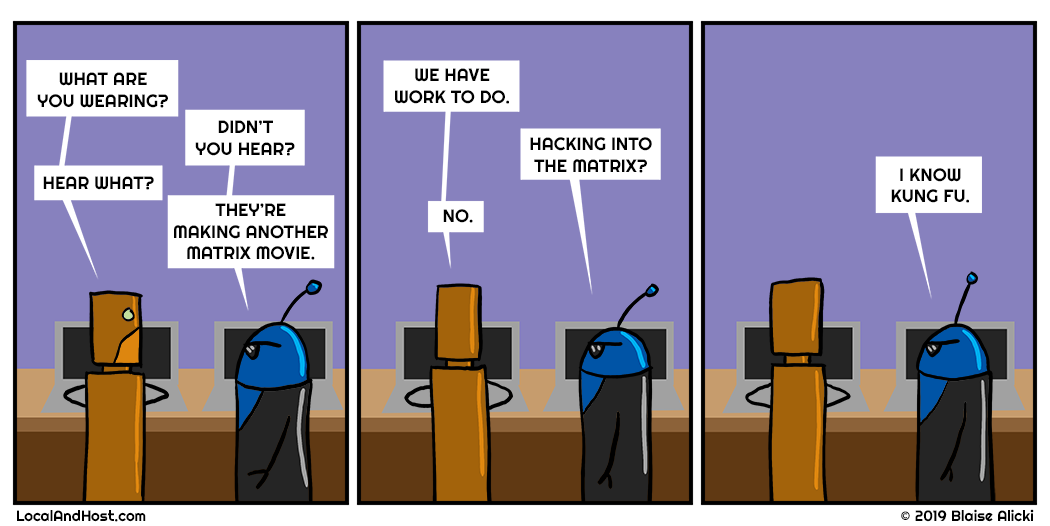 WHAT ARE
YOU WEARING?
DIDN'T
YOU HEAR?
HEAR WHAT?
THEY'RE
MAKING ANOTHER
MATRIX MOVIE.
WE HAVE
WORK TO DO.
HACKING INTO
THE MATRIX?
NO.
I KNOW
KUNG FU.
LocalAndHost.com
© 2019 Blaise Alicki